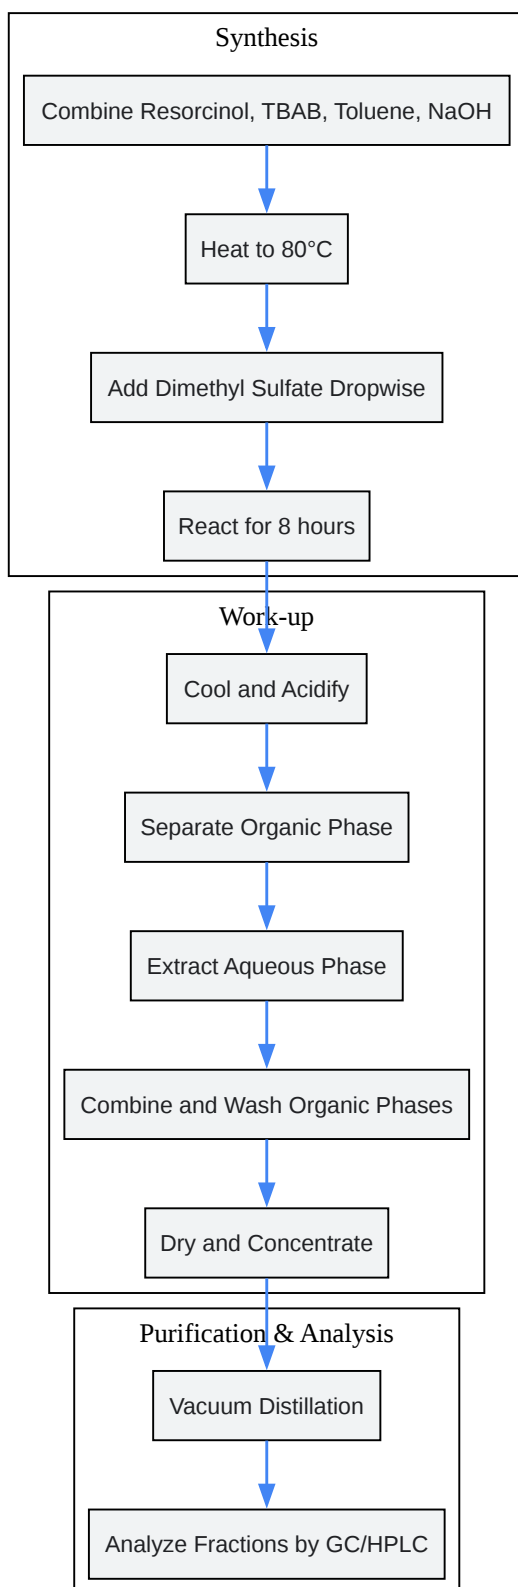 Synthesis
Combine Resorcinol, TBAB, Toluene, NaOH
Heat to 80°C
Add Dimethyl Sulfate Dropwise
React for 8 hours
Work-up
Cool and Acidify
Separate Organic Phase
Extract Aqueous Phase
Combine and Wash Organic Phases
Dry and Concentrate
Purification & Analysis
Vacuum Distillation
Analyze Fractions by GC/HPLC